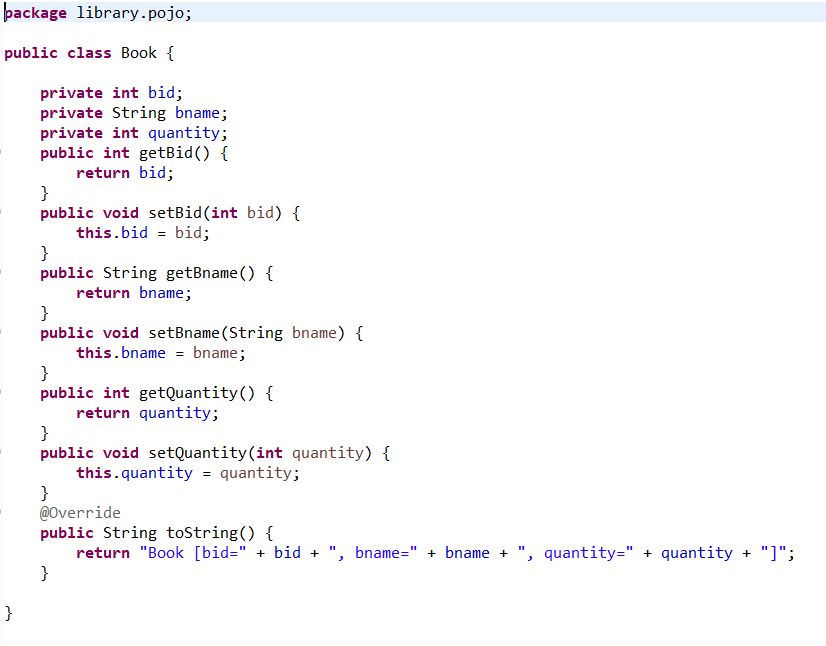 package library.pojo;
public class Book {
private int bid;
private String bname;
private int quantity;
public int getBid() {
return bid;
}
public void setBid(int bid) {
this.bid = bid;
}
public String getBname() {
return bname;
}
public void setBname(String bname) {
this.bname = bname;
}
public int getQuantity() {
return quantity;
}
public void setQuantity(int quantity) {
this.quantity = quantity;
}
@Override
public String toString() {
return "Book [bid=" + bid + ", bname=" + bname + ", quantity=" + quantity + "]";
}
}